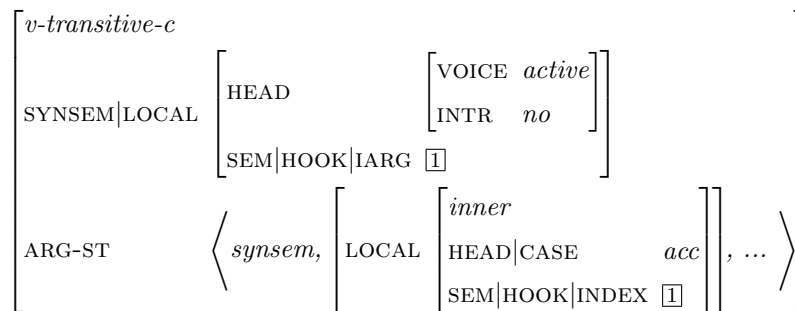 v-transitive-c
SYNSEM|LOCAL
HEAD
VOICE active
INTR no
SEM|HOOK|IARG 1
ARG-ST
⟨ synsem,
LOCAL
inner
HEAD|CASE acc
SEM|HOOK|INDEX 1
, ... ⟩